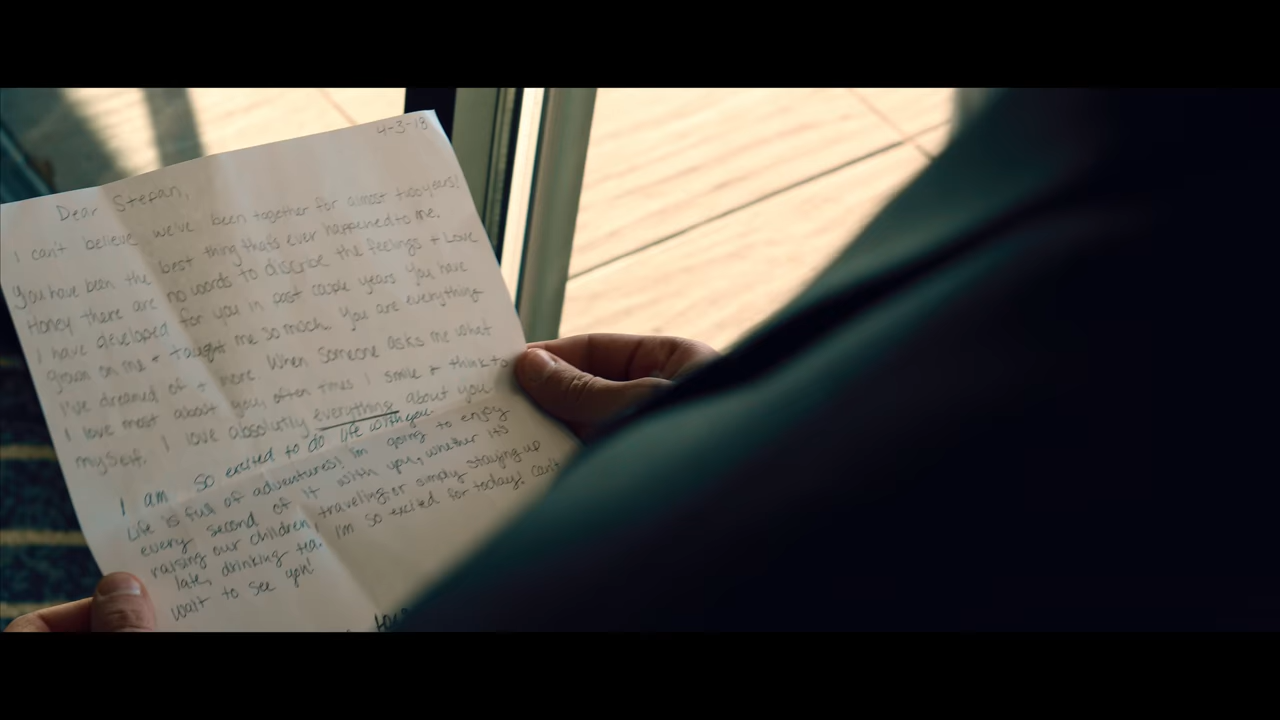 4-3-18
Dear Stepan,
I can't believe we've been together for almost two years!
You have been the best thing that's ever happened to me.
Honey there are no words to discribe the feelings + Love
I have developed for you in past couple years you have
grown on me + taught me so much. You are everything
I've dreamed of + more. When someone asks me what
I love most about you, often times I smile + think to
myself. I love absolutly everything about you.
I am so excited to do life with you.
Life is full of adventures! I'm going to enjoy
every second of it with you, whether it's
raising our children, traveling, or simply staying up
late, drinking tea. I'm so excited for today! can't
wait to see you!